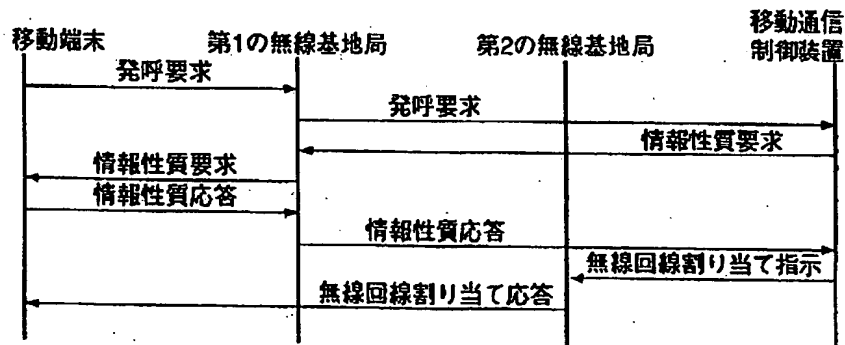 移動端末
第1の無線基地局
第2の無線基地局
移動通信
制御装置
発呼要求
発呼要求
情報性質要求
情報性質要求
情報性質応答
情報性質応答
無線回線割り当て指示
無線回線割り当て応答